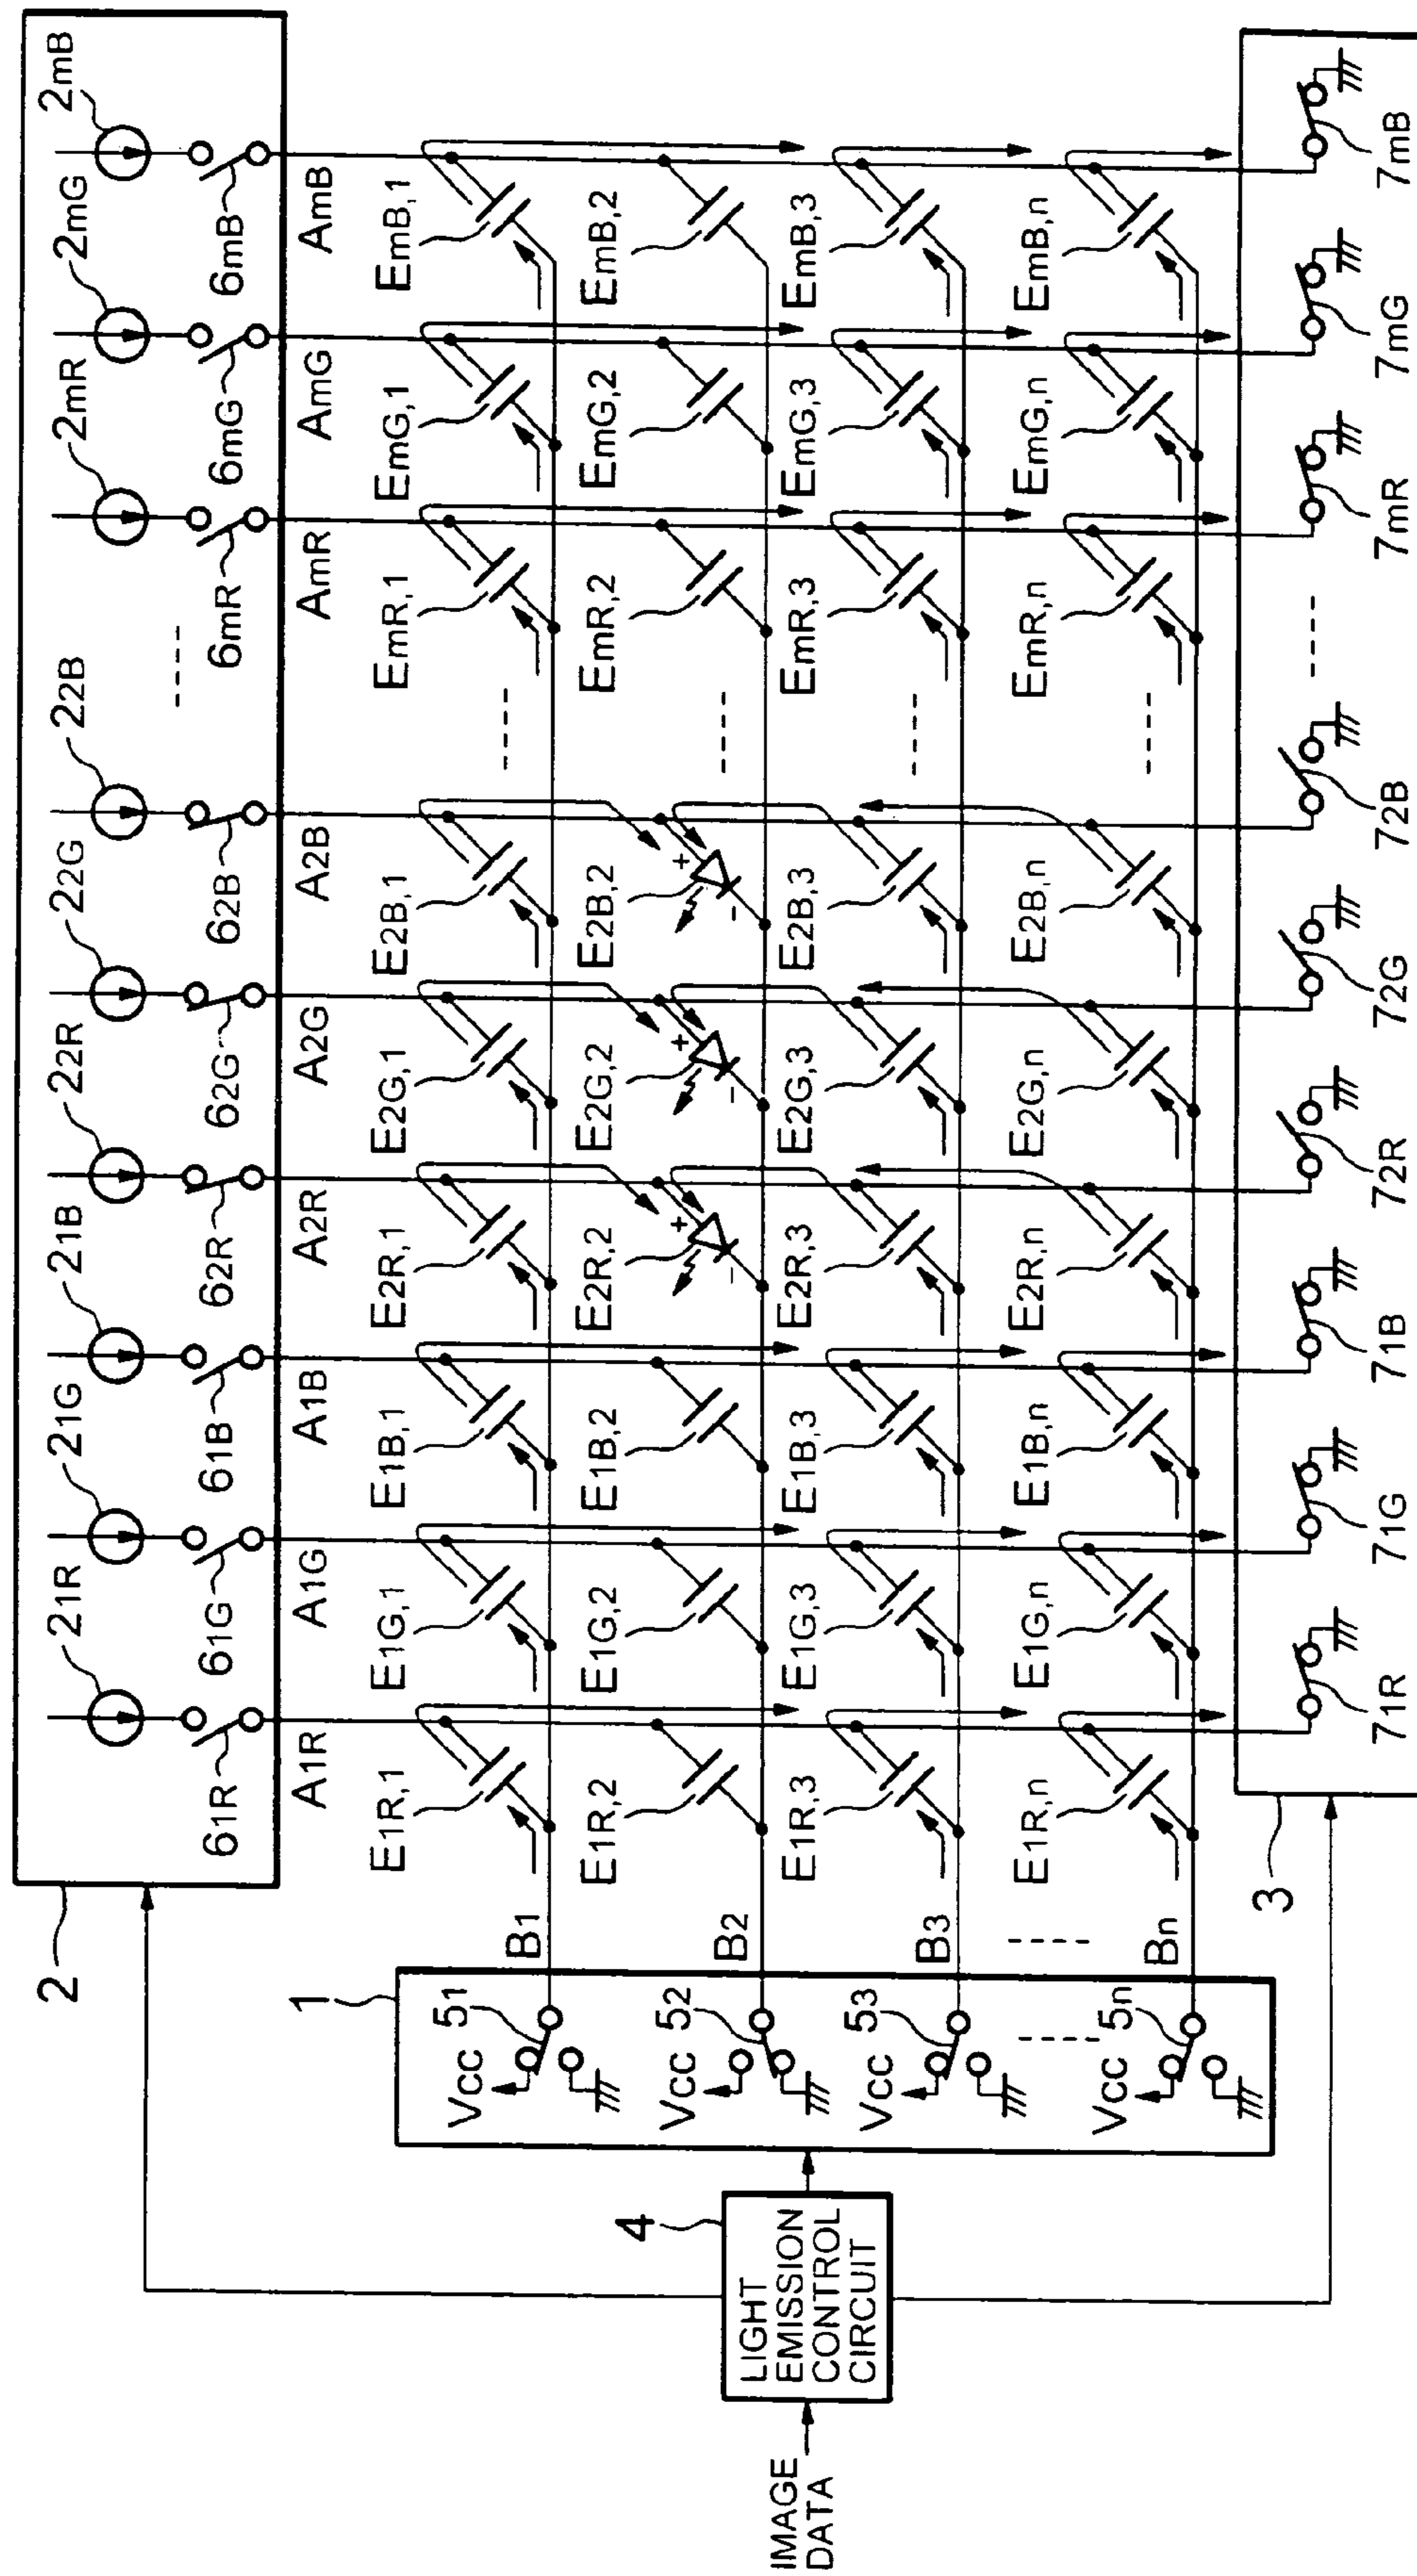 21R 21G 21B 22R 22G 22B 2mR 2mG 2mB
61R 61G 61B 62R 62G 62B ----- 6mR 6mG 6mB
2
A1R A1G A1B A2R A2G A2B AmR AmG AmB
1
B1
E1R,1 E1G,1 E1B,1 E2R,1 E2G,1 E2B,1 ----- EmR,1 EmG,1 EmB,1
VCC 51
B2
E1R,2 E1G,2 E1B,2 E2R,2 E2G,2 E2B,2 ----- EmR,2 EmG,2 EmB,2
+ - + - + -
VCC 52
B3
E1R,3 E1G,3 E1B,3 E2R,3 E2G,3 E2B,3 ----- EmR,3 EmG,3 EmB,3
VCC 53
-----
Bn
E1R,n E1G,n E1B,n E2R,n E2G,n E2B,n ----- EmR,n EmG,n EmB,n
VCC 5n
4
LIGHT
EMISSION
CONTROL
CIRCUIT
IMAGE
DATA
3
71R 71G 71B 72R 72G 72B ----- 7mR 7mG 7mB